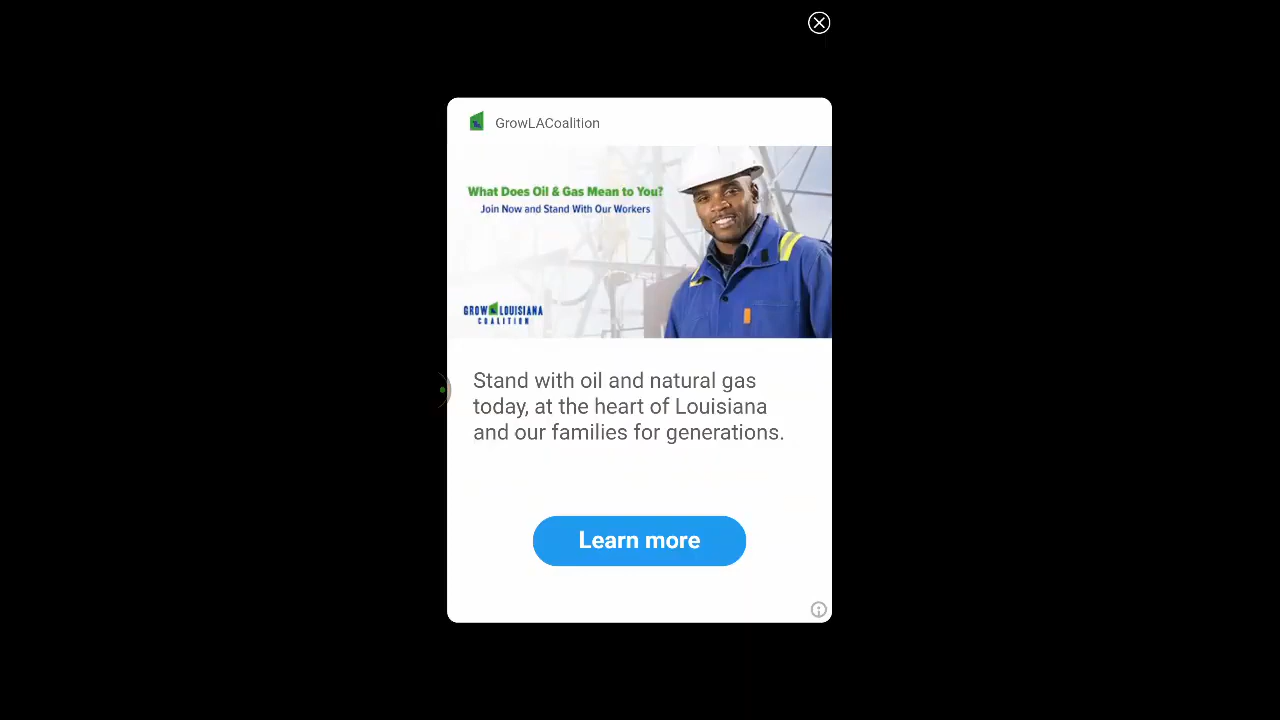 GrowLACoalition
What Does Oil & Gas Mean to You?
Join Now and Stand With Our Workers
GROW LOUISIANA
COALITION
Stand with oil and natural gas
today, at the heart of Louisiana
and our families for generations.
Learn more